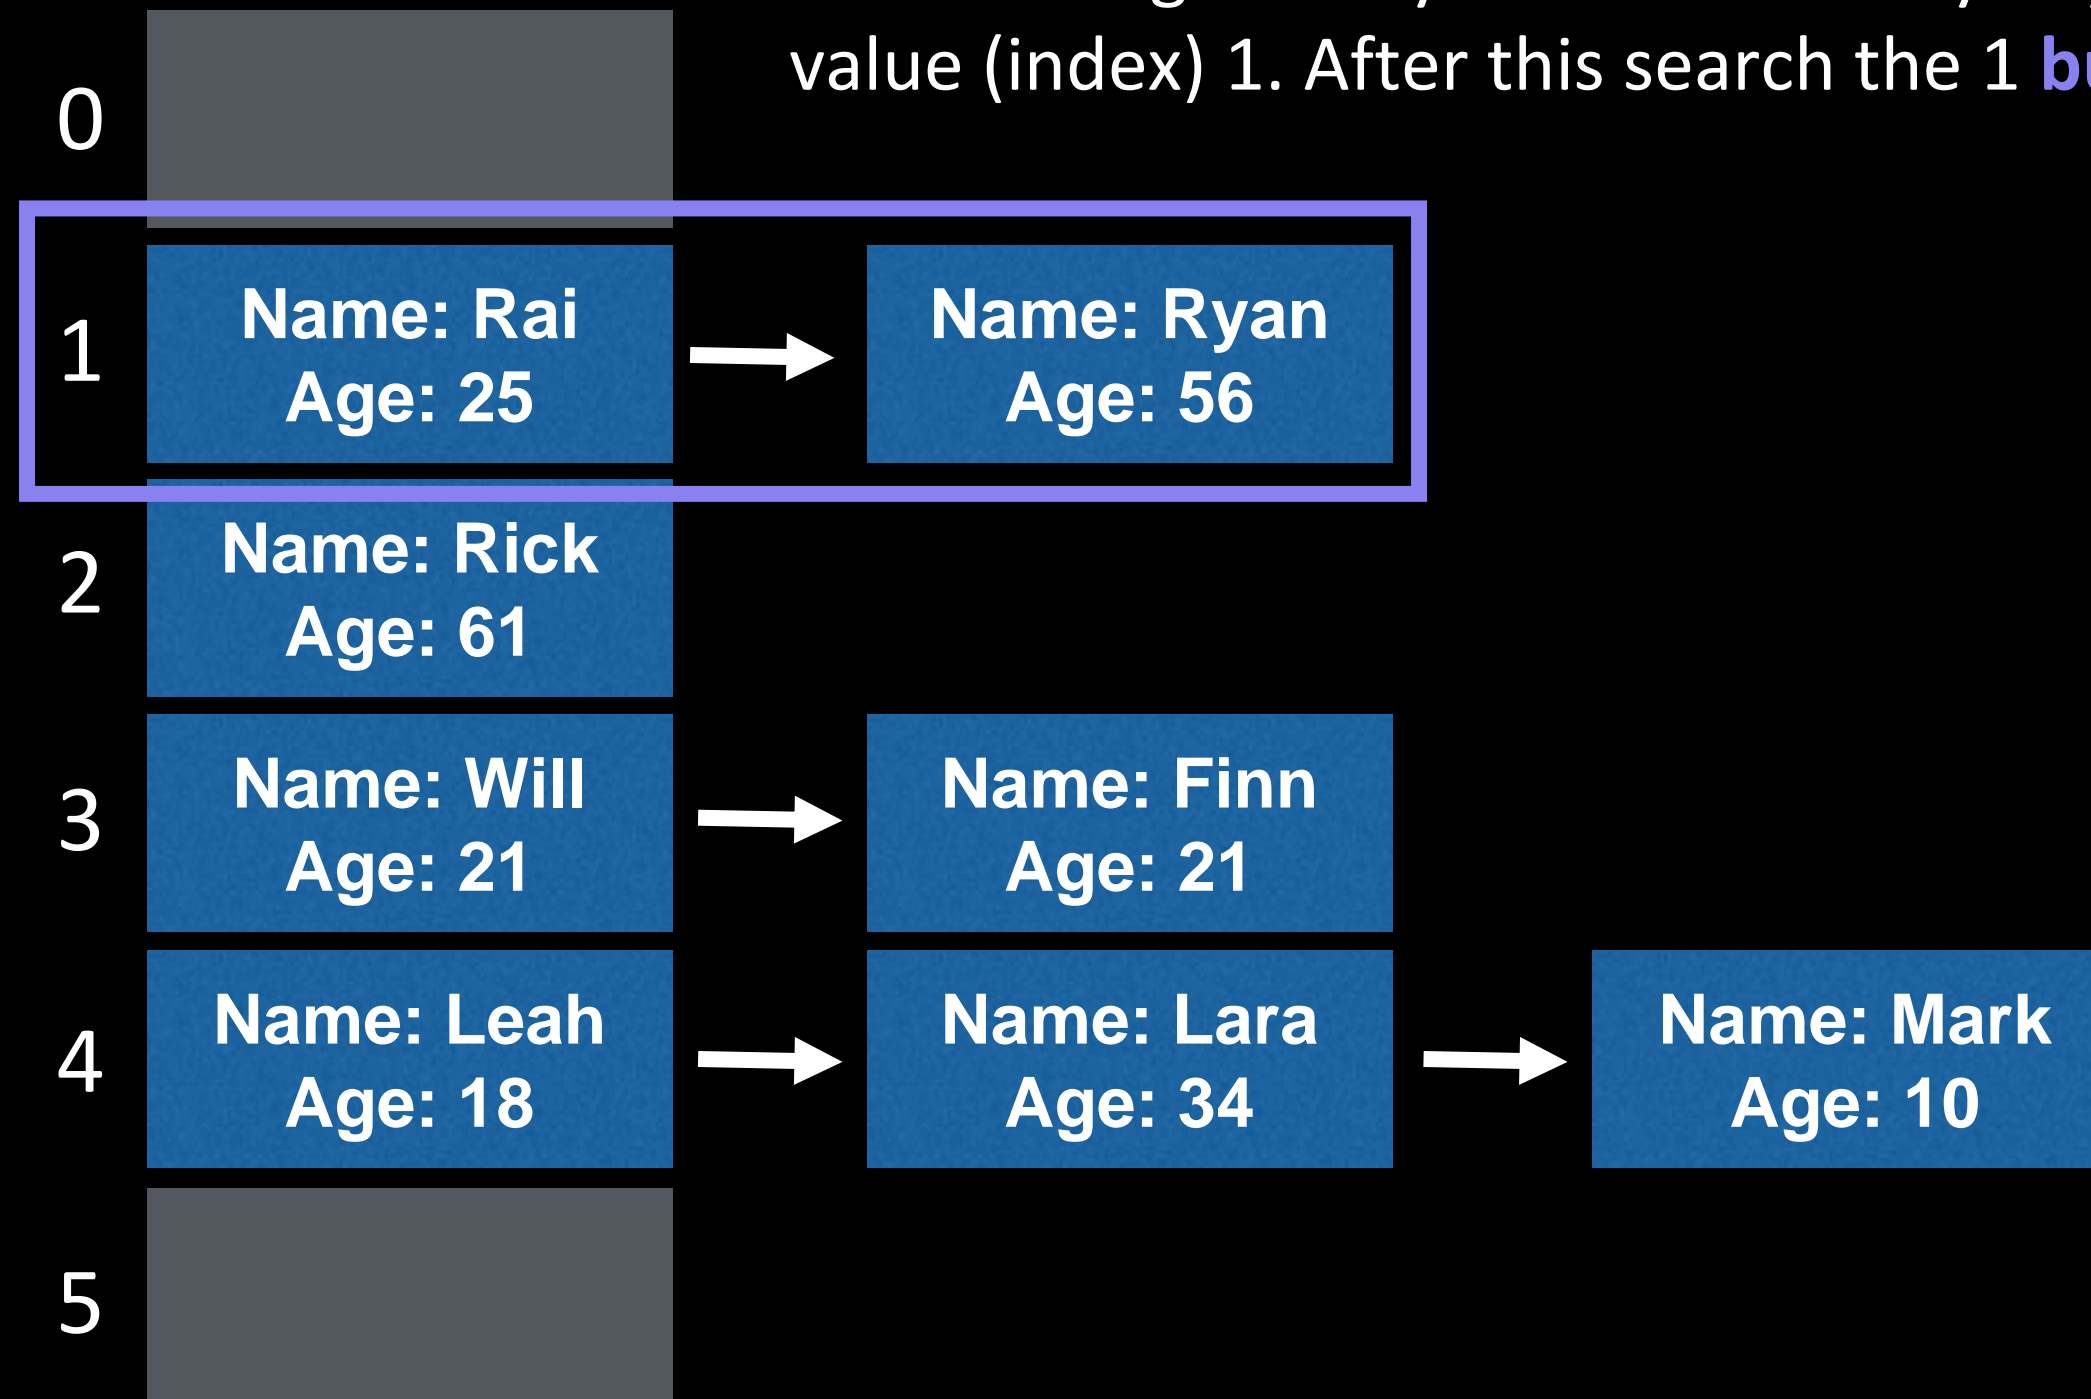 value (index) 1. After this search the 1
0
1
Name: Rai
Age: 25
Name: Ryan
Age: 56
2
Name: Rick
Age: 61
3
Name: Will
Age: 21
Name: Finn
Age: 21
4
Name: Leah
Age: 18
Name: Lara
Age: 34
Name: Mark
Age: 10
5